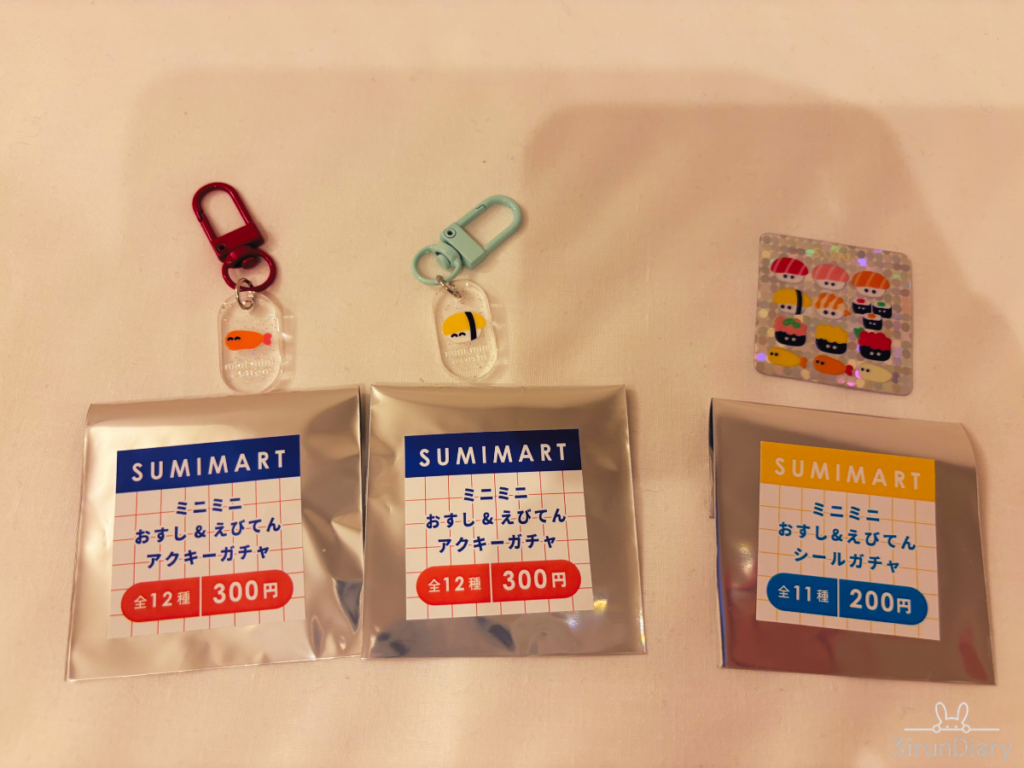 SUMIMART
ミニミニ
おすし&えびてん
アクキーガチャ
全12種 300円
SUMIMART
ミニミニ
おすし&えびてん
アクキーガチャ
全12種 300円
SUMIMART
ミニミニ
おすし&えびてん
シールガチャ
全11種 200円
SirunDiary